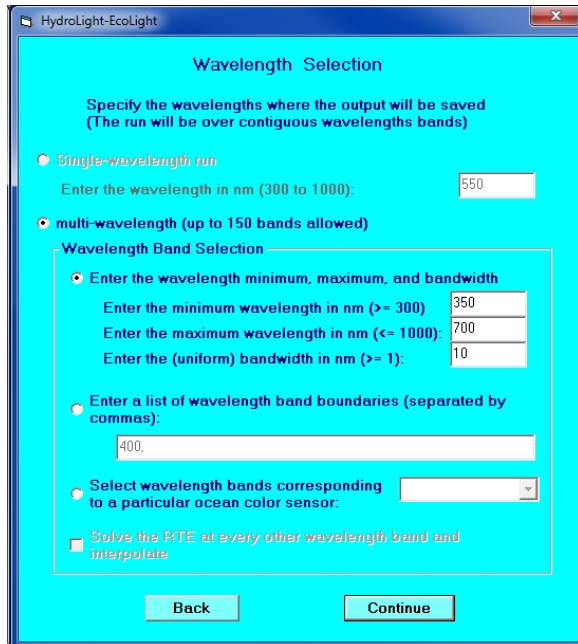 HydroLight-EcoLight
Wavelength Selection
Specify the wavelengths where the output will be saved
(The run will be over contiguous wavelengths bands)
Single-wavelength run
Enter the wavelength in nm (300 to 1000): 550
multi-wavelength (up to 150 bands allowed)
Wavelength Band Selection
Enter the wavelength minimum, maximum, and bandwidth
Enter the minimum wavelength in nm (>= 300) 350
Enter the maximum wavelength in nm (<= 1000): 700
Enter the (uniform) bandwidth in nm (>= 1): 10
Enter a list of wavelength band boundaries (separated by
commas):
400,
Select wavelength bands corresponding
to a particular ocean color sensor:
Solve the RTE at every other wavelength band and
interpolate
Back Continue